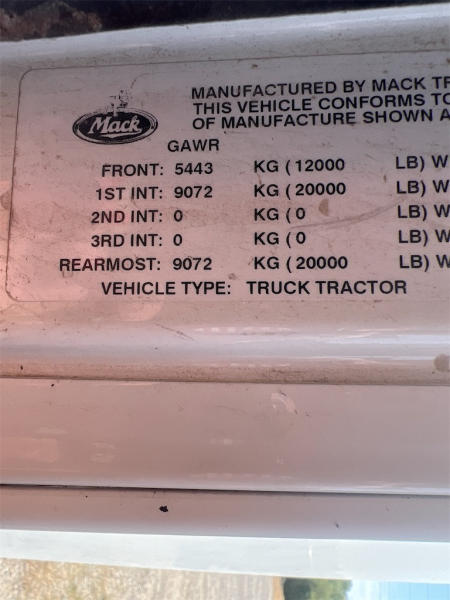 Mack
MANUFACTURED BY MACK TR
THIS VEHICLE CONFORMS TO
OF MANUFACTURE SHOWN A
GAWR
FRONT: 5443 KG ( 12000 LB) W
1ST INT: 9072 KG ( 20000 LB) W
2ND INT: 0 KG ( 0 LB) W
3RD INT: 0 KG ( 0 LB) W
REARMOST: 9072 KG ( 20000 LB) W
VEHICLE TYPE: TRUCK TRACTOR